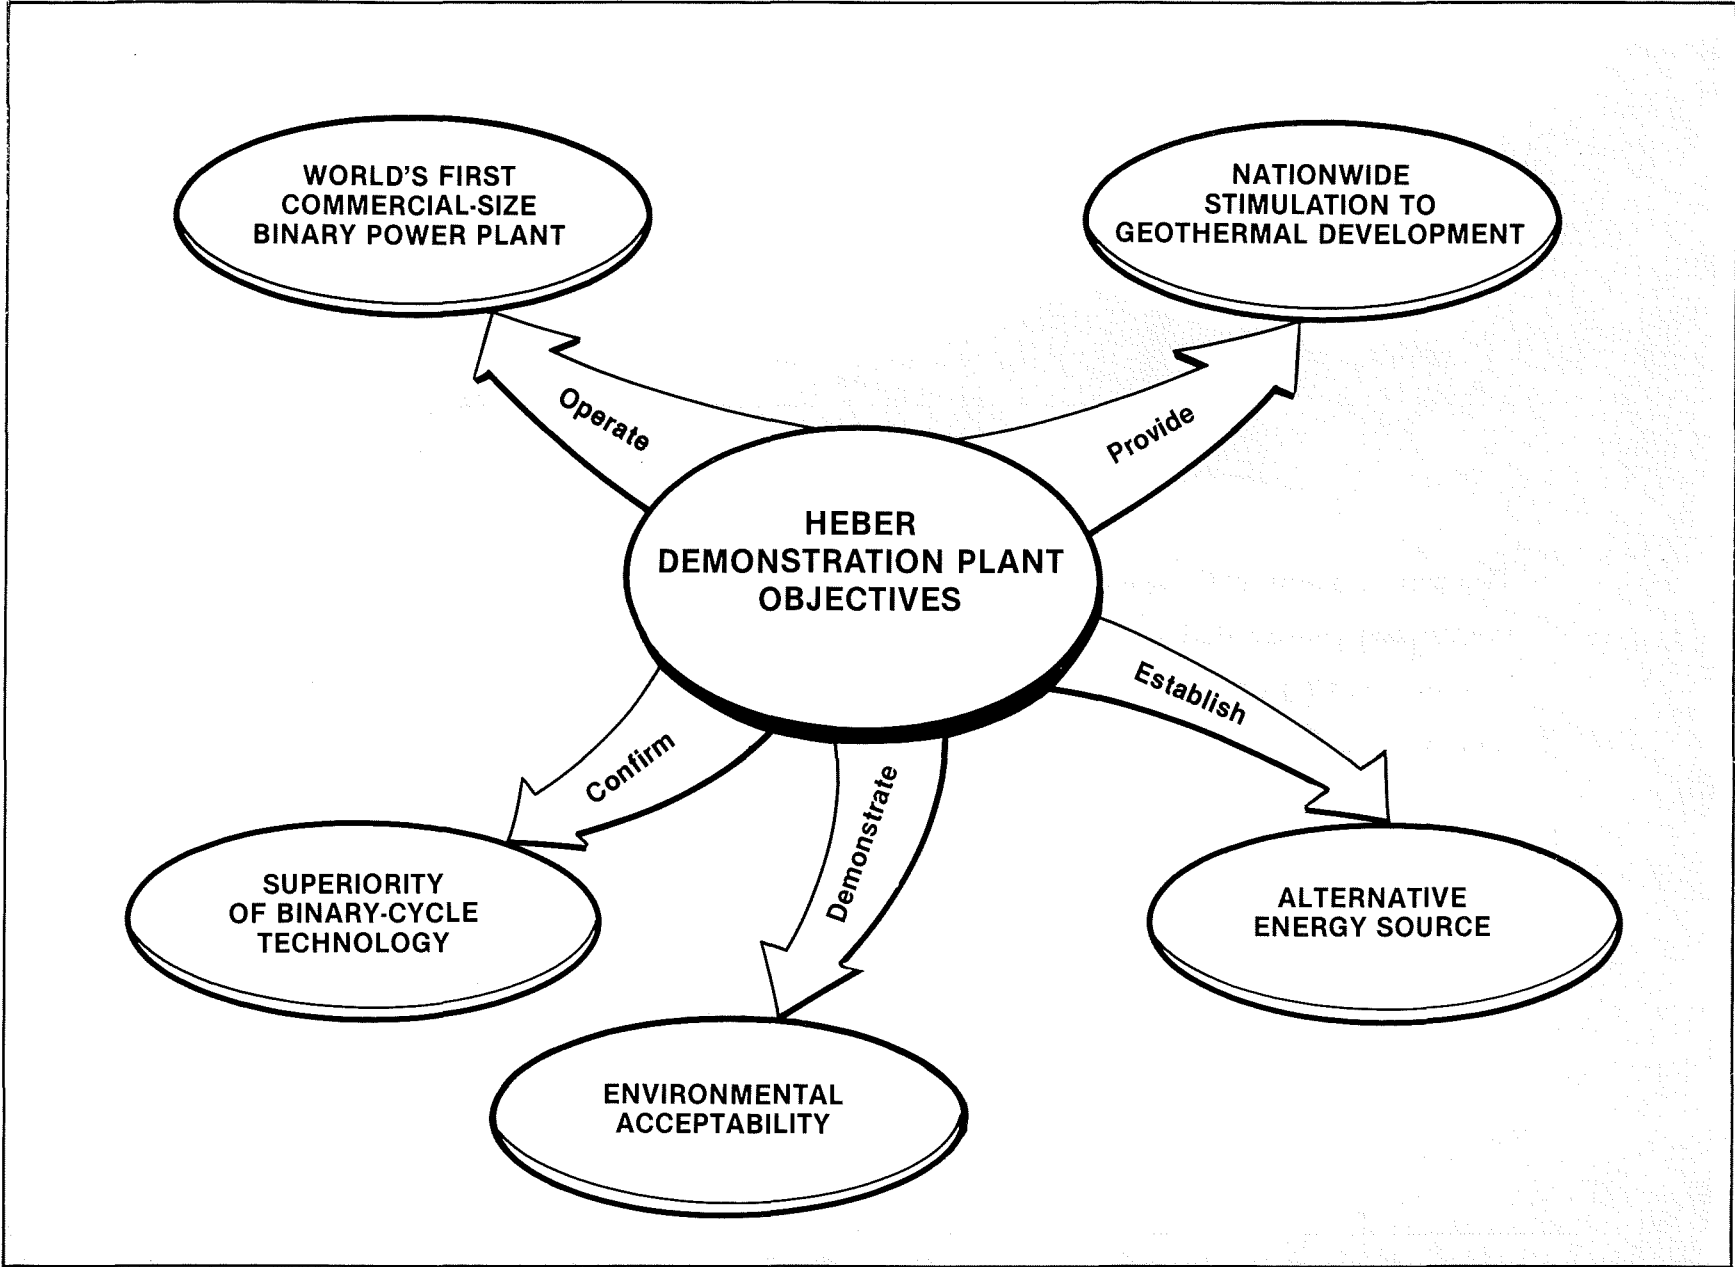 WORLD'S FIRST
COMMERCIAL-SIZE
BINARY POWER PLANT
NATIONWIDE
STIMULATION TO
GEOTHERMAL DEVELOPMENT
Operate
Provide
HEBER
DEMONSTRATION PLANT
OBJECTIVES
Establish
Confirm
Demonstrate
SUPERIORITY
OF BINARY-CYCLE
TECHNOLOGY
ALTERNATIVE
ENERGY SOURCE
ENVIRONMENTAL
ACCEPTABILITY